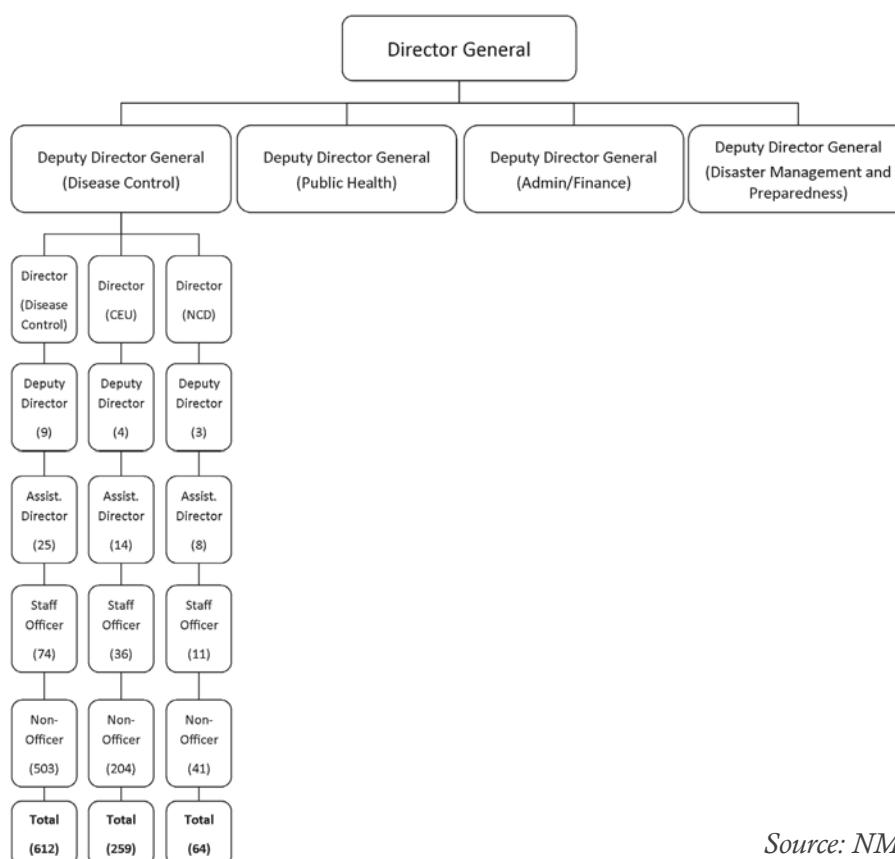 Director General
Deputy Director General
(Disease Control)
Deputy Director General
(Public Health)
Deputy Director General
(Admin/Finance)
Deputy Director General
(Disaster Management and
Preparedness)
Director
(Disease
Control)
Director
(CEU)
Director
(NCD)
Deputy
Director
(9)
Deputy
Director
(4)
Deputy
Director
(3)
Assist.
Director
(25)
Assist.
Director
(14)
Assist.
Director
(8)
Staff
Officer
(74)
Staff
Officer
(36)
Staff
Officer
(11)
Non-
Officer
(503)
Non-
Officer
(204)
Non-
Officer
(41)
Total
(612)
Total
(259)
Total
(64)
Source: NM